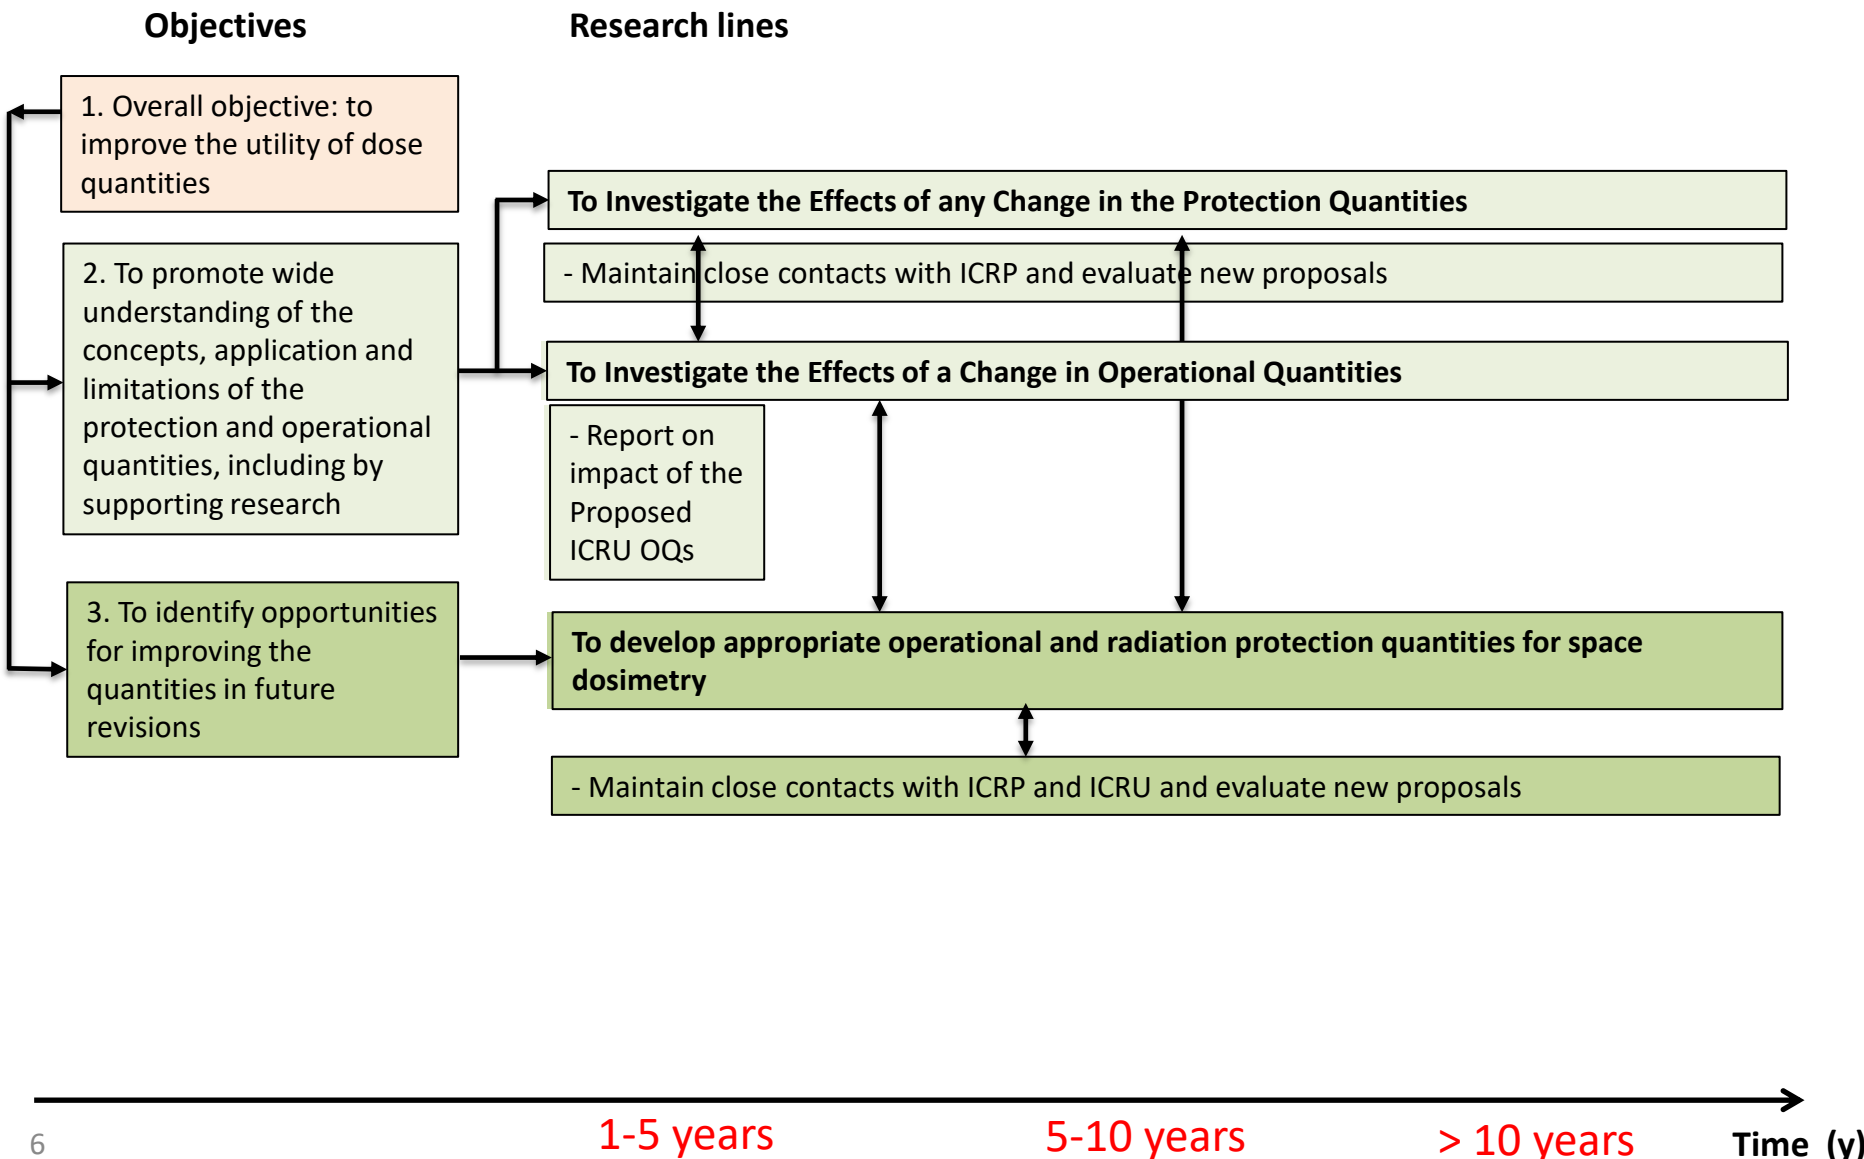 Objectives
Research lines
1. Overall objective: to
improve the utility of dose
quantities
2. To promote wide
understanding of the
concepts, application and
limitations of the
protection and operational
quantities, including by
supporting research
3. To identify opportunities
for improving the
quantities in future
revisions
To Investigate the Effects of any Change in the Protection Quantities
- Maintain close contacts with ICRP and evaluate new proposals
To Investigate the Effects of a Change in Operational Quantities
- Report on
impact of the
Proposed
ICRU OQs
To develop appropriate operational and radiation protection quantities for space
dosimetry
- Maintain close contacts with ICRP and ICRU and evaluate new proposals
6
1-5 years
5-10 years
> 10 years
Time (y)